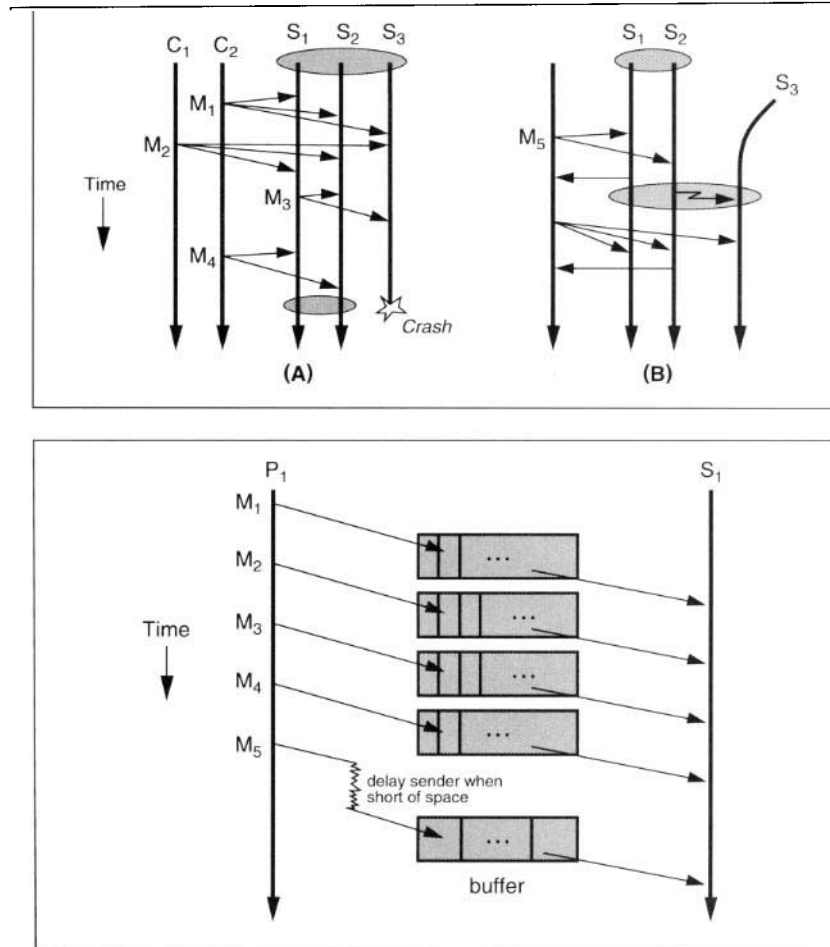 C₁ C₂ S₁ S₂ S₃
M₁
M₂
Time
M₃
M₄
Crash
(A)
S₁ S₂
S₃
M₅
(B)
P₁ S₁
M₁
...
M₂
...
Time
M₃
...
M₄
...
M₅
delay sender when
short of space
...
buffer